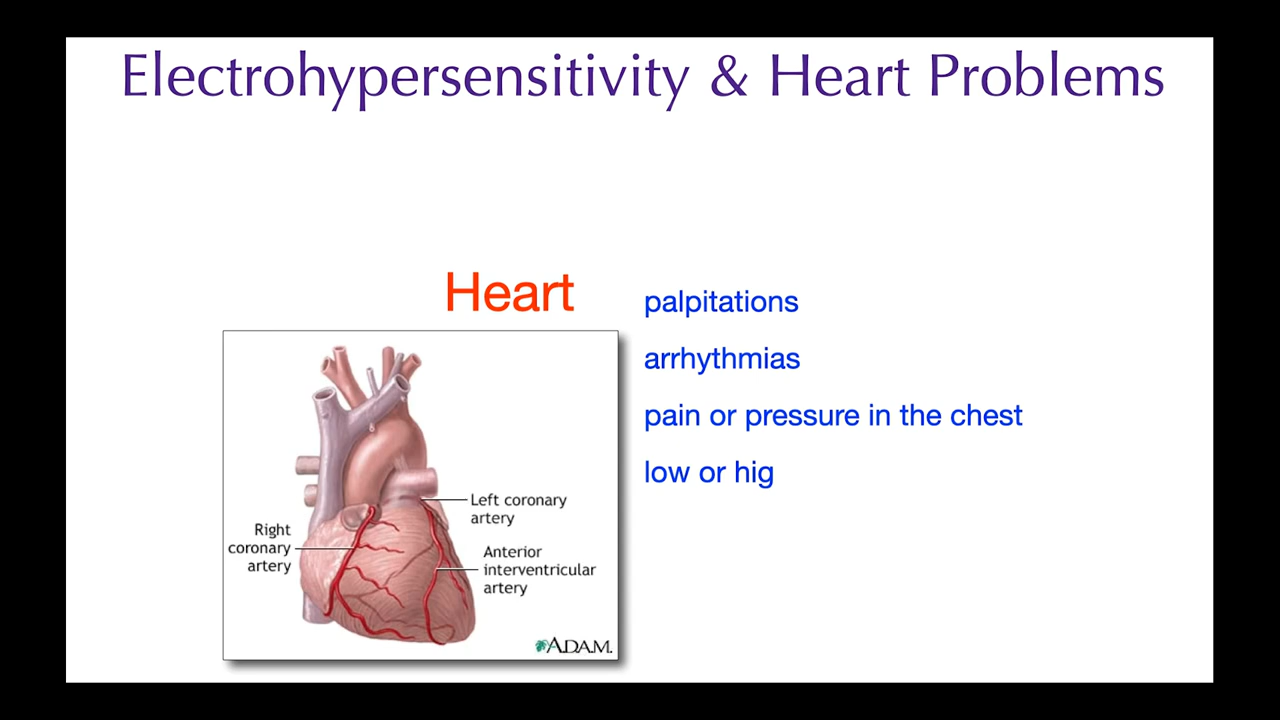 Electrohypersensitivity & Heart Problems
Heart
palpitations
arrhythmias
pain or pressure in the chest
low or hig
Left coronary
artery
Right
coronary
artery
Anterior
interventricular
artery
A.D.A.M.